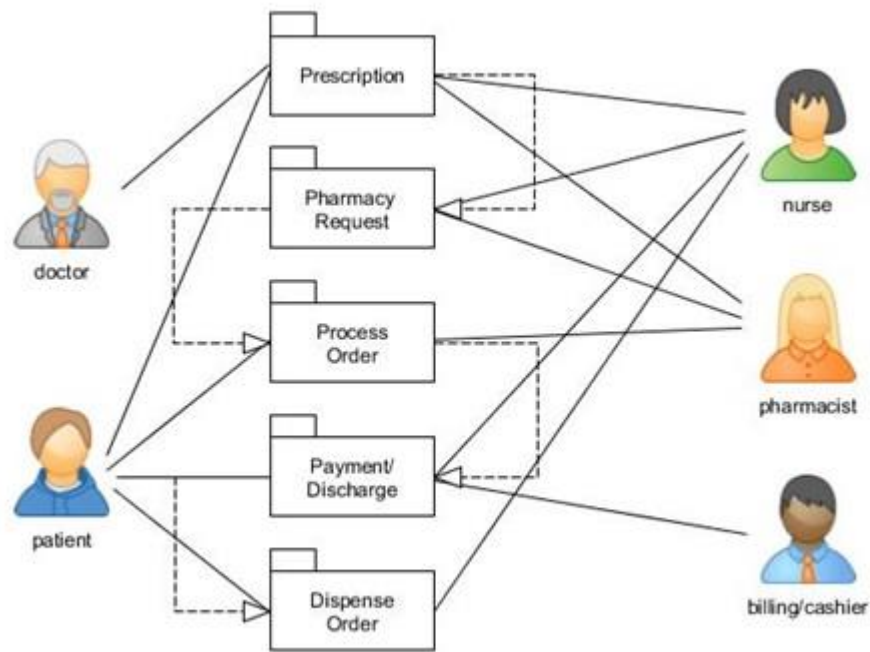 Prescription
Pharmacy
Request
nurse
doctor
Process
Order
pharmacist
Payment/
Discharge
patient
Dispense
Order
billing/cashier